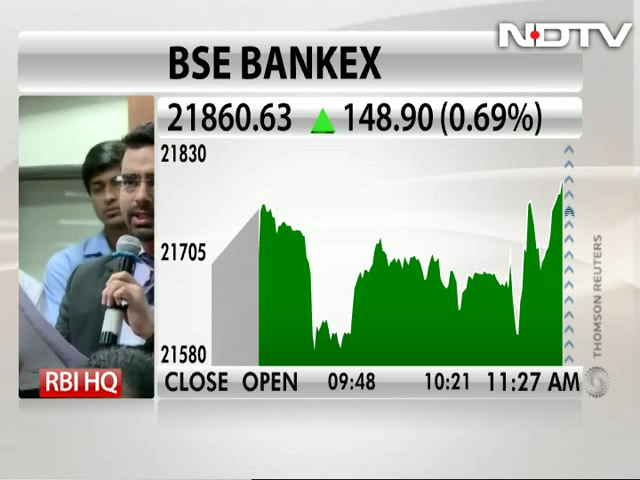 NDTV
BSE BANKEX
21860.63 ▲ 148.90 (0.69%)
21830
21705
21580
RBI HQ
CLOSE OPEN 09:48 10:21 11:27 AM
THOMSON REUTERS